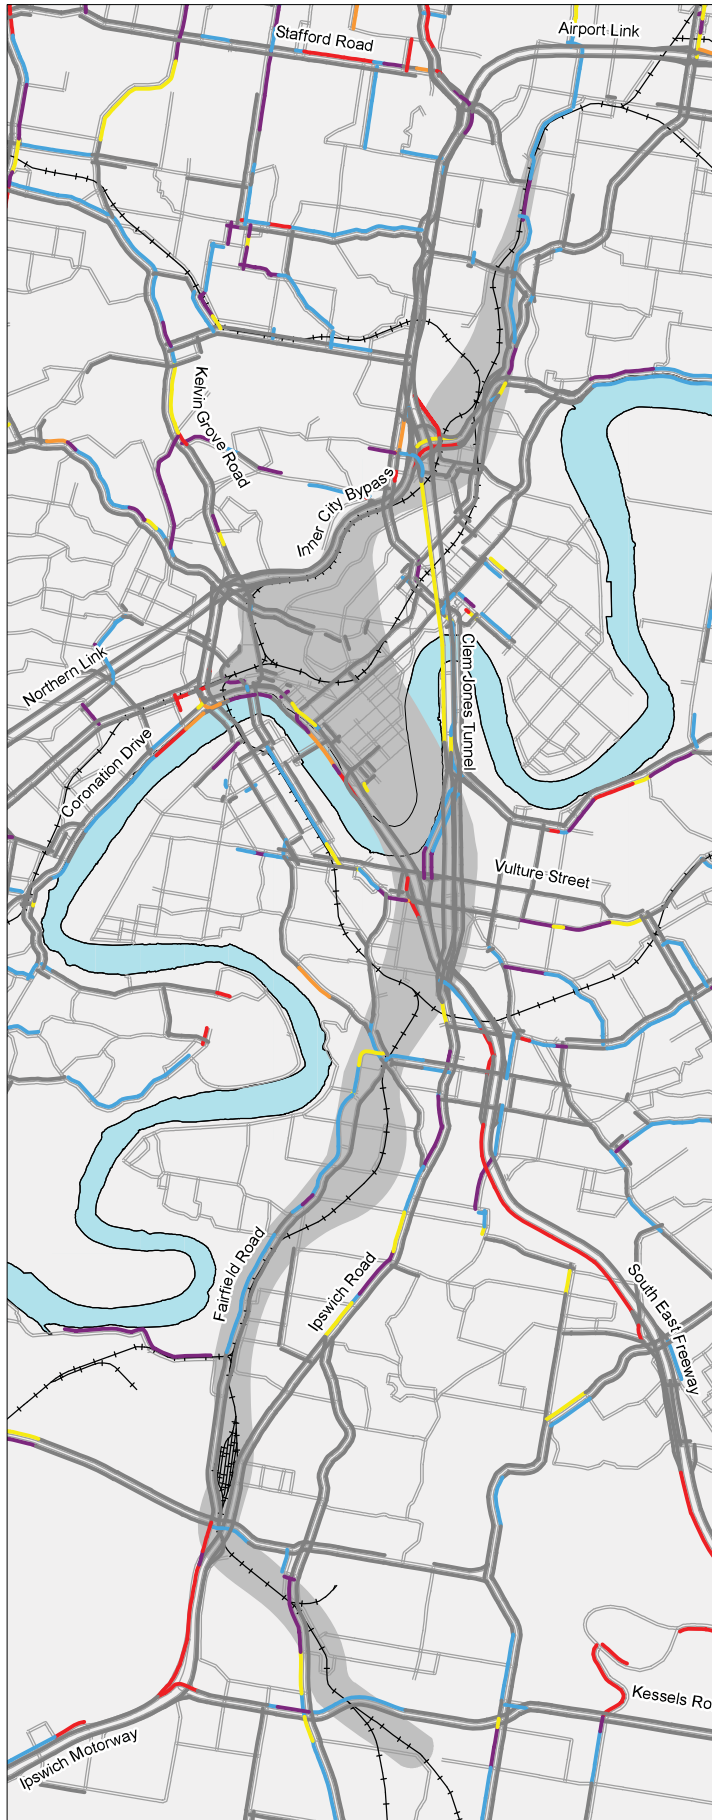 Stafford Road
Airport Link
Kelvin Grove Road
Inner City Bypass
Northern Link
Clem Jones Tunnel
Coronation Drive
Vulture Street
Fairfield Road
Ipswich Road
South East Freeway
Kessels Ro
Ipswich Motorway